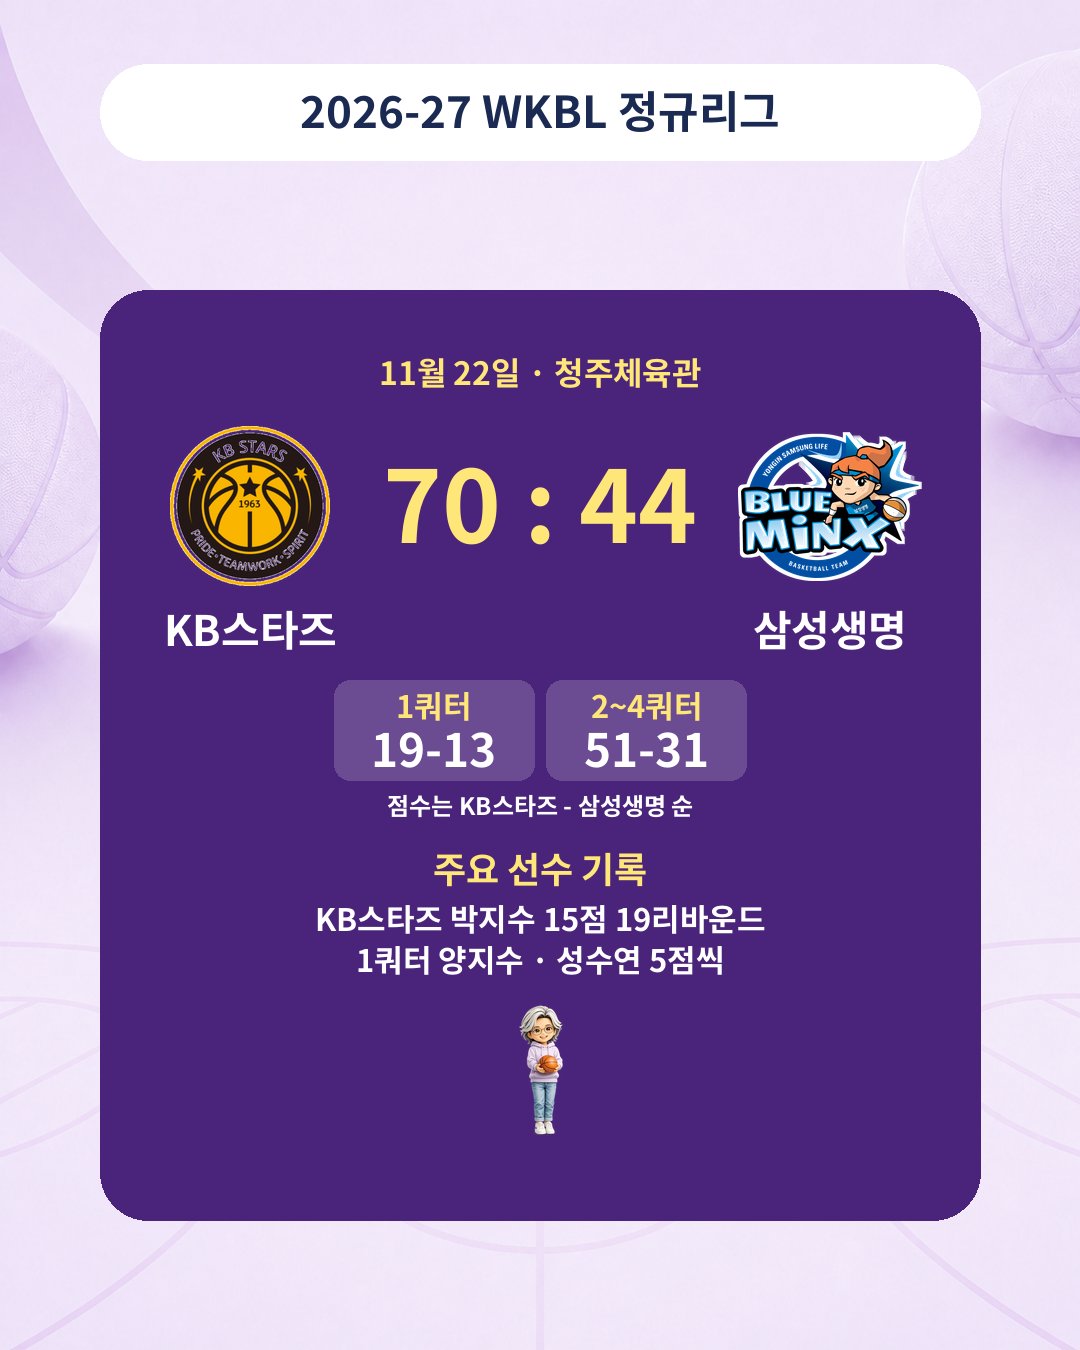 2026-27 WKBL 정규리그
11월 22일 · 청주체육관
KB STARS
1963
PRIDE·TEAMWORK·SPIRIT
70 : 44
YONGIN SAMSUNG LIFE
BLUE
MiNX
BASKETBALL TEAM
KB스타즈
삼성생명
1쿼터
19-13
2~4쿼터
51-31
점수는 KB스타즈 - 삼성생명 순
주요 선수 기록
KB스타즈 박지수 15점 19리바운드
1쿼터 양지수 · 성수연 5점씩